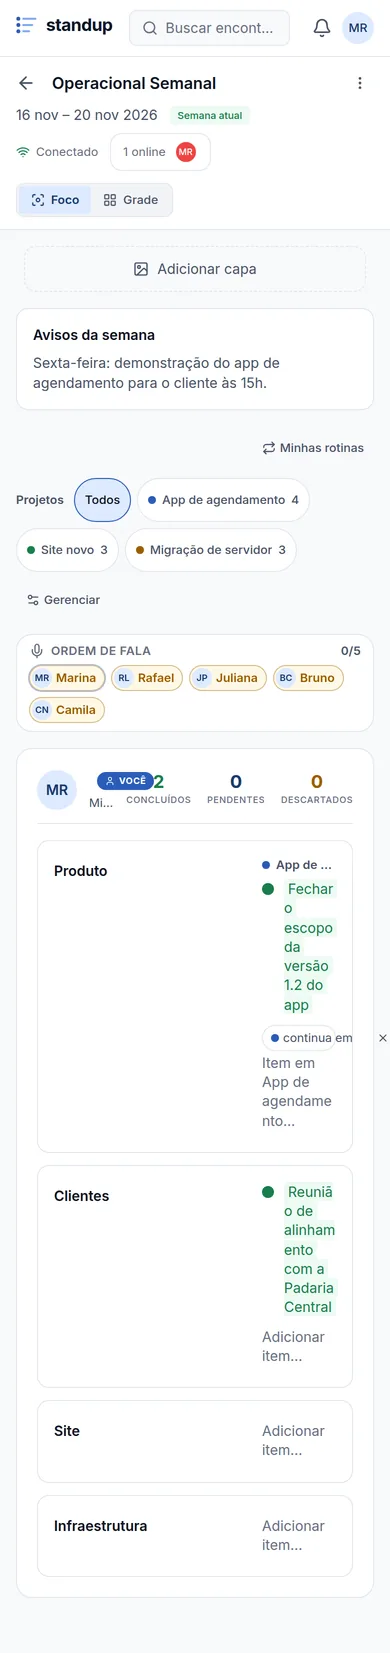 standup
Buscar encont...
MR
Operacional Semanal
16 nov – 20 nov 2026 Semana atual
Conectado 1 online MR
Foco Grade
Adicionar capa
Avisos da semana
Sexta-feira: demonstração do app de
agendamento para o cliente às 15h.
Minhas rotinas
Projetos Todos App de agendamento 4
Site novo 3 Migração de servidor 3
Gerenciar
ORDEM DE FALA 0/5
MR Marina RL Rafael JP Juliana BC Bruno
CN Camila
MR VOCÊ 2 0 0
Mi... CONCLUÍDOS PENDENTES DESCARTADOS
Produto
App de ...
Fechar
o
escopo
da
versão
1.2 do
app
continua em
Item em
App de
agendame
nto...
Clientes
Reuniã
o de
alinham
ento
com a
Padaria
Central
Adicionar
item...
Site
Adicionar
item...
Infraestrutura
Adicionar
item...